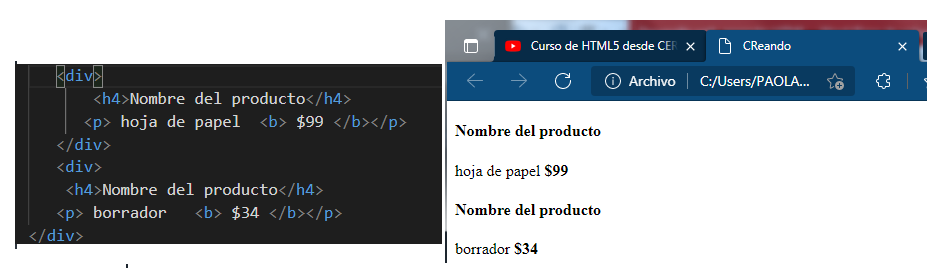 <div>
<h4>Nombre del producto</h4>
<p> hoja de papel  <b> $99 </b></p>
</div>
<div>
<h4>Nombre del producto</h4>
<p> borrador   <b> $34 </b></p>
</div>
Curso de HTML5 desde CER
CReando
Archivo
C:/Users/PAOLA...
Nombre del producto
hoja de papel $99
Nombre del producto
borrador $34